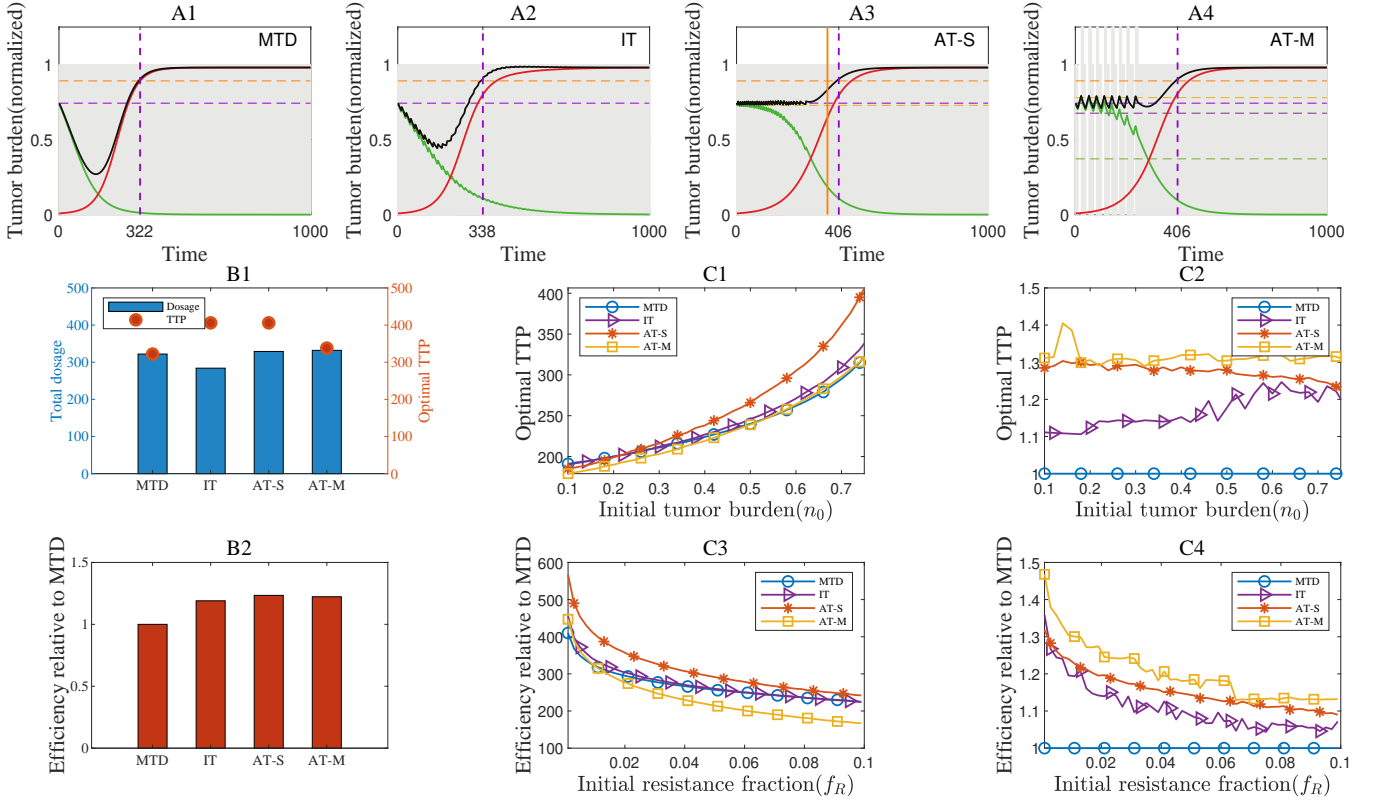 A1
A2
A3
A4
Tumor burden(normalized)
1
0.5
0
MTD
0
322
1000
Time
Tumor burden(normalized)
1
0.5
0
IT
0
338
1000
Time
Tumor burden(normalized)
1
0.5
0
AT-S
0
406
1000
Time
Tumor burden(normalized)
1
0.5
0
AT-M
0
406
1000
Time
B1
Total dosage
500
400
300
200
100
0
Dosage
TTP
500
400
300
200
100
0
Optimal TTP
MTD
IT
AT-S
AT-M
C1
Optimal TTP
400
350
300
250
200
MTD
IT
AT-S
AT-M
0.1
0.2
0.3
0.4
0.5
0.6
0.7
Initial tumor burden(n0)
C2
Optimal TTP
1.5
1.4
1.3
1.2
1.1
1
MTD
IT
AT-S
AT-M
0.1
0.2
0.3
0.4
0.5
0.6
0.7
Initial tumor burden(n0)
B2
Efficiency relative to MTD
1.5
1
0.5
0
MTD
IT
AT-S
AT-M
C3
Efficiency relative to MTD
600
500
400
300
200
100
MTD
IT
AT-S
AT-M
0.02
0.04
0.06
0.08
0.1
Initial resistance fraction(fR)
C4
Efficiency relative to MTD
1.5
1.4
1.3
1.2
1.1
1
MTD
IT
AT-S
AT-M
0.02
0.04
0.06
0.08
0.1
Initial resistance fraction(fR)